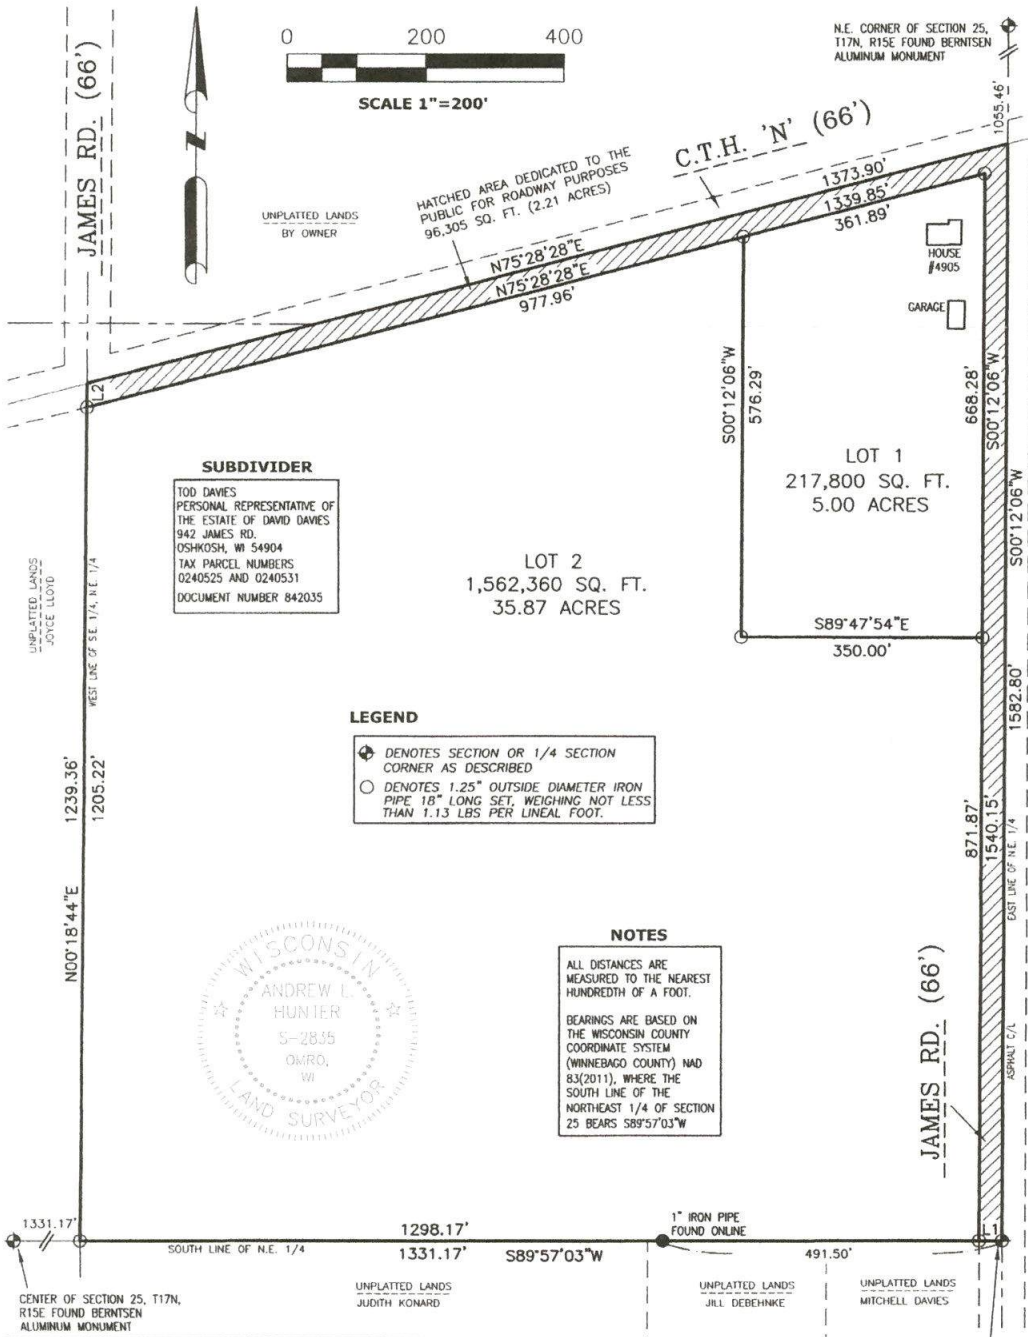 JAMES RD. (66')
0 200 400
SCALE 1"=200'
N
N.E. CORNER OF SECTION 25,
T17N, R15E FOUND BERNTSEN
ALUMINUM MONUMENT
1055.46'
C.T.H. 'N' (66')
HATCHED AREA DEDICATED TO THE
PUBLIC FOR ROADWAY PURPOSES
96,305 SQ. FT. (2.21 ACRES)
UNPLATTED LANDS
BY OWNER
1373.90'
1339.85'
361.89'
N75°28'28"E
N75°28'28"E
977.96'
HOUSE
#4905
GARAGE
L2
S00°12'06"W
576.29'
668.28'
S00°12'06"W
LOT 1
217,800 SQ. FT.
5.00 ACRES
S00°12'06"W
1582.80'
SUBDIVIDER
TOD DAVIES
PERSONAL REPRESENTATIVE OF
THE ESTATE OF DAVID DAVIES
942 JAMES RD.
OSHKOSH, WI 54904
TAX PARCEL NUMBERS
0240525 AND 0240531
DOCUMENT NUMBER 842035
LOT 2
1,562,360 SQ. FT.
35.87 ACRES
UNPLATTED LANDS
JOYCE LLOYD
WEST LINE OF S.E. 1/4, N.E. 1/4
S89°47'54"E
350.00'
LEGEND
DENOTES SECTION OR 1/4 SECTION
CORNER AS DESCRIBED
DENOTES 1.25" OUTSIDE DIAMETER IRON
PIPE 18" LONG SET, WEIGHING NOT LESS
THAN 1.13 LBS PER LINEAL FOOT.
1239.36'
1205.22'
N00°18'44"E
871.87'
1540.15'
EAST LINE OF N.E. 1/4
ASPHALT C/L
WISCONSIN
ANDREW L.
HUNTER
S-2835
OMRO,
WI
LAND SURVEYOR
NOTES
ALL DISTANCES ARE
MEASURED TO THE NEAREST
HUNDREDTH OF A FOOT.
BEARINGS ARE BASED ON
THE WISCONSIN COUNTY
COORDINATE SYSTEM
(WINNEBAGO COUNTY) NAD
83(2011), WHERE THE
SOUTH LINE OF THE
NORTHEAST 1/4 OF SECTION
25 BEARS S89°57'03"W
JAMES RD. (66')
1331.17'
1298.17'
SOUTH LINE OF N.E. 1/4
1331.17' S89°57'03"W
1" IRON PIPE
FOUND ONLINE
L1
491.50'
CENTER OF SECTION 25, T17N,
R15E FOUND BERNTSEN
ALUMINUM MONUMENT
UNPLATTED LANDS
JUDITH KONARD
UNPLATTED LANDS
JILL DEBEHNKE
UNPLATTED LANDS
MITCHELL DAVIES